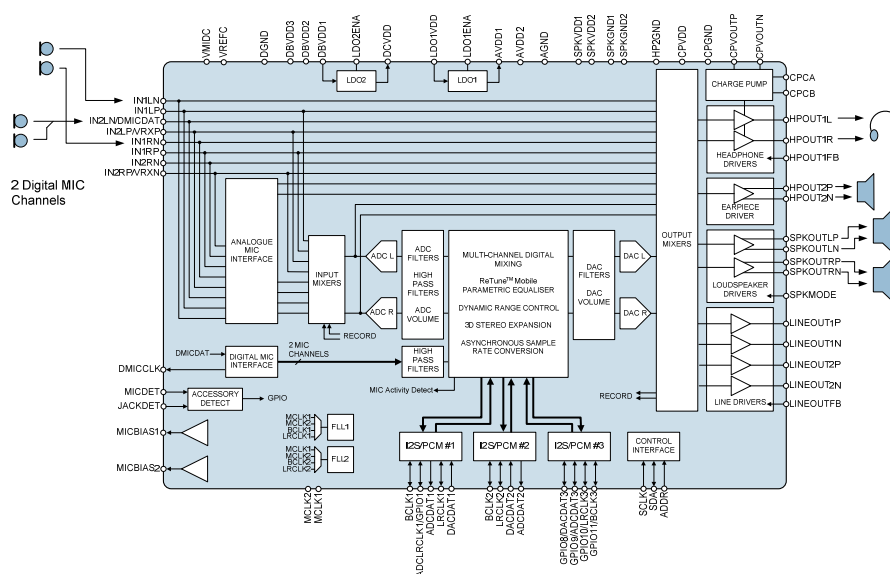 VMIDC
VREFC
DGND
DBVDD3
DBVDD2
DBVDD1
LDO2ENA
DCVDD
LDO1VDD
LDO1ENA
AVDD1
AVDD2
AGND
SPKVDD1
SPKVDD2
SPKGND1
SPKGND2
HP2GND
CPVDD
CPGND
CPVOUTP
CPVOUTN
LDO2
LDO1
CHARGE PUMP
CPCA
CPCB
IN1LN
IN1LP
IN2LN/DMICDAT
IN2LP/VRXP
IN1RN
IN1RP
IN2RN
IN2RP/VRXN
2 Digital MIC
Channels
HPOUT1L
HPOUT1R
HEADPHONE
DRIVERS
HPOUT1FB
HPOUT2P
HPOUT2N
EARPIECE
DRIVER
ANALOGUE MIC
INTERFACE
INPUT
MIXERS
ADC L
ADC R
ADC
FILTERS
HIGH
PASS
FILTERS
ADC
VOLUME
MULTI-CHANNEL DIGITAL
MIXING
ReTune™ Mobile
PARAMETRIC EQUALISER
DYNAMIC RANGE CONTROL
3D STEREO EXPANSION
ASYNCHRONOUS SAMPLE
RATE CONVERSION
DAC
FILTERS
DAC
VOLUME
DAC L
DAC R
OUTPUT
MIXERS
SPKOUTLP
SPKOUTLN
SPKOUTRP
SPKOUTRN
LOUDSPEAKER
DRIVERS
SPKMODE
RECORD
LINEOUT1P
LINEOUT1N
LINEOUT2P
LINEOUT2N
LINE DRIVERS
LINEOUTFB
DMICDAT
2 MIC
CHANNELS
DIGITAL MIC
INTERFACE
HIGH
PASS
FILTERS
DMICCLK
MIC Activity Detect
RECORD
MICDET
JACKDET
ACCESSORY
DETECT
GPIO
MICBIAS1
MICBIAS2
MCLK1
MCLK2
BCLK1
LRCLK1
FLL1
MCLK1
MCLK2
BCLK2
LRCLK2
FLL2
I2S/PCM #1
I2S/PCM #2
I2S/PCM #3
CONTROL
INTERFACE
MCLK2
MCLK1
BCLK1
ADCLRCLK1/GPIO1
ADCDAT1
LRCLK1
DACDAT1
BCLK2
LRCLK2
DACDAT2
ADCDAT2
GPIO8/DACDAT3
GPIO9/ADCDAT3
GPIO10/LRCLK3
GPIO11/BCLK3
SCLK
SDA
ADDR